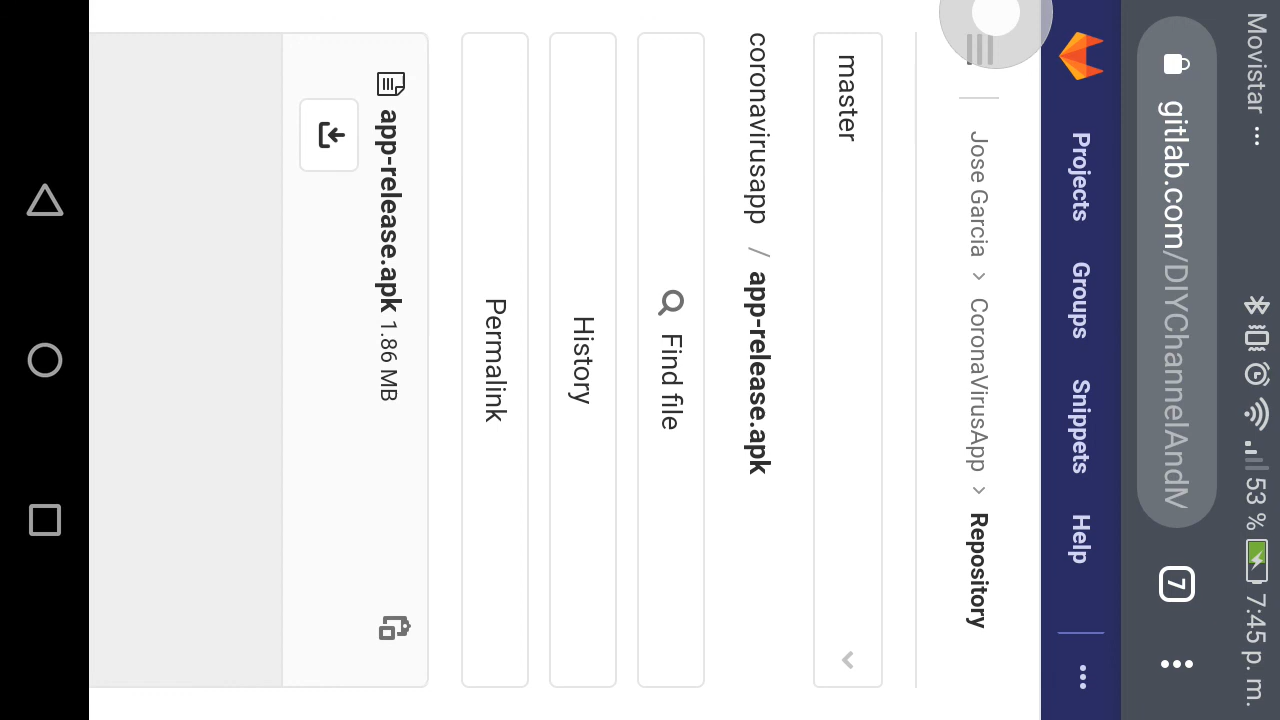 Movistar ... 53 % 7:45 p. m.
gitlab.com/DIYChannelAndM 7
Projects Groups Snippets Help
Jose Garcia > CoronaVirusApp > Repository
master
coronavirusapp / app-release.apk
Find file
History
Permalink
app-release.apk 1.86 MB